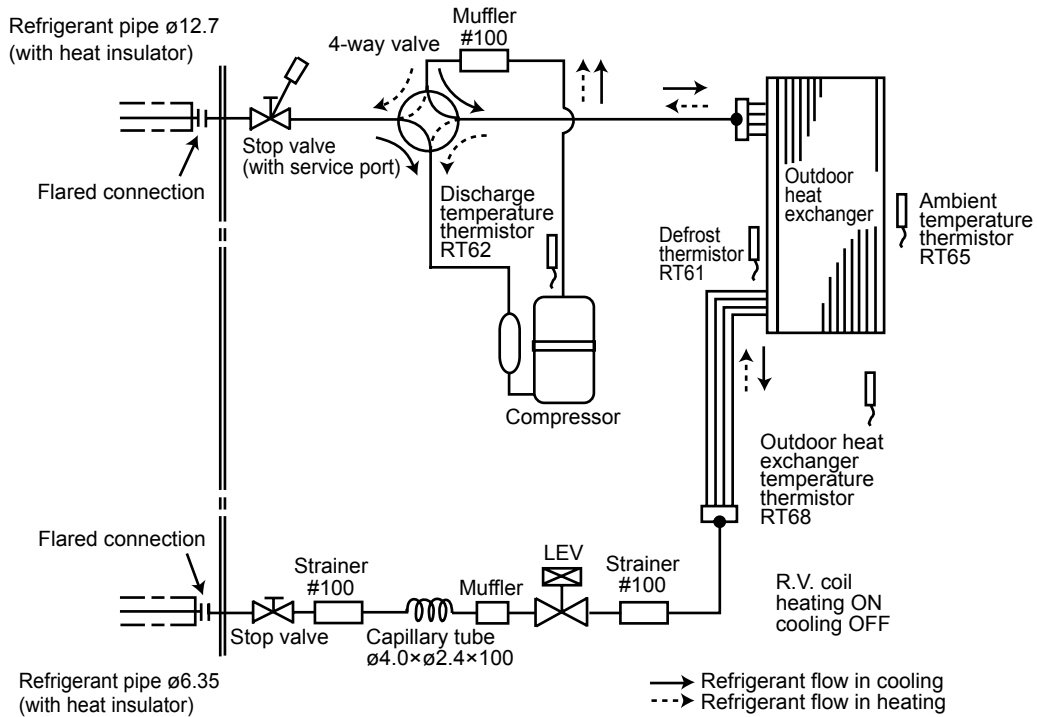 Refrigerant pipe ø12.7
(with heat insulator)
Muffler
#100
4-way valve
Stop valve
(with service port)
Flared connection
Discharge
temperature
thermistor
RT62
Outdoor
heat
exchanger
Ambient
temperature
thermistor
RT65
Defrost
thermistor
RT61
Compressor
Outdoor heat
exchanger
temperature
thermistor
RT68
Flared connection
Strainer
#100
Muffler
LEV
Strainer
#100
R.V. coil
heating ON
cooling OFF
Stop valve
Capillary tube
ø4.0×ø2.4×100
Refrigerant pipe ø6.35
(with heat insulator)
Refrigerant flow in cooling
Refrigerant flow in heating